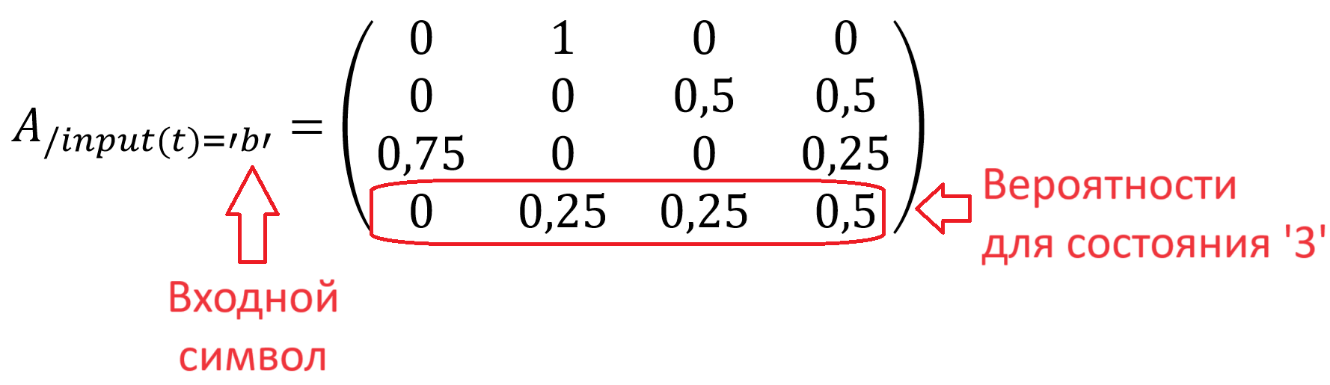 0 1 0 0
0 0 0,5 0,5
A/input(t)='b' =
0,75 0 0 0,25
0 0,25 0,25 0,5
Вероятности
для состояния '3'
Входной
символ